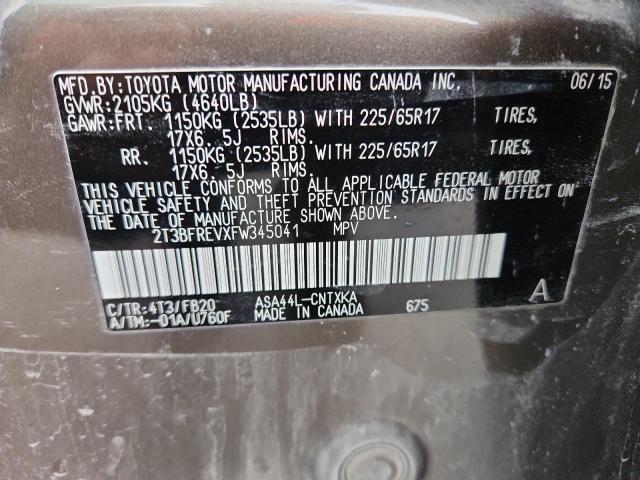 MFD.BY:TOYOTA MOTOR MANUFACTURING CANADA INC. 06/15
GVWR:2105KG (4640LB)
GAWR:FRT. 1150KG (2535LB) WITH 225/65R17 TIRES,
17X6.5J RIMS.
RR. 1150KG (2535LB) WITH 225/65R17 TIRES,
17X6.5J RIMS.
THIS VEHICLE CONFORMS TO ALL APPLICABLE FEDERAL MOTOR
VEHICLE SAFETY AND THEFT PREVENTION STANDARDS IN EFFECT ON
THE DATE OF MANUFACTURE SHOWN ABOVE.
2T3BFREVXFW345041 MPV
C/TR:4T3/FB20 ASA44L-CNTXKA
A/TM:-01A/U760F MADE IN CANADA 675 A